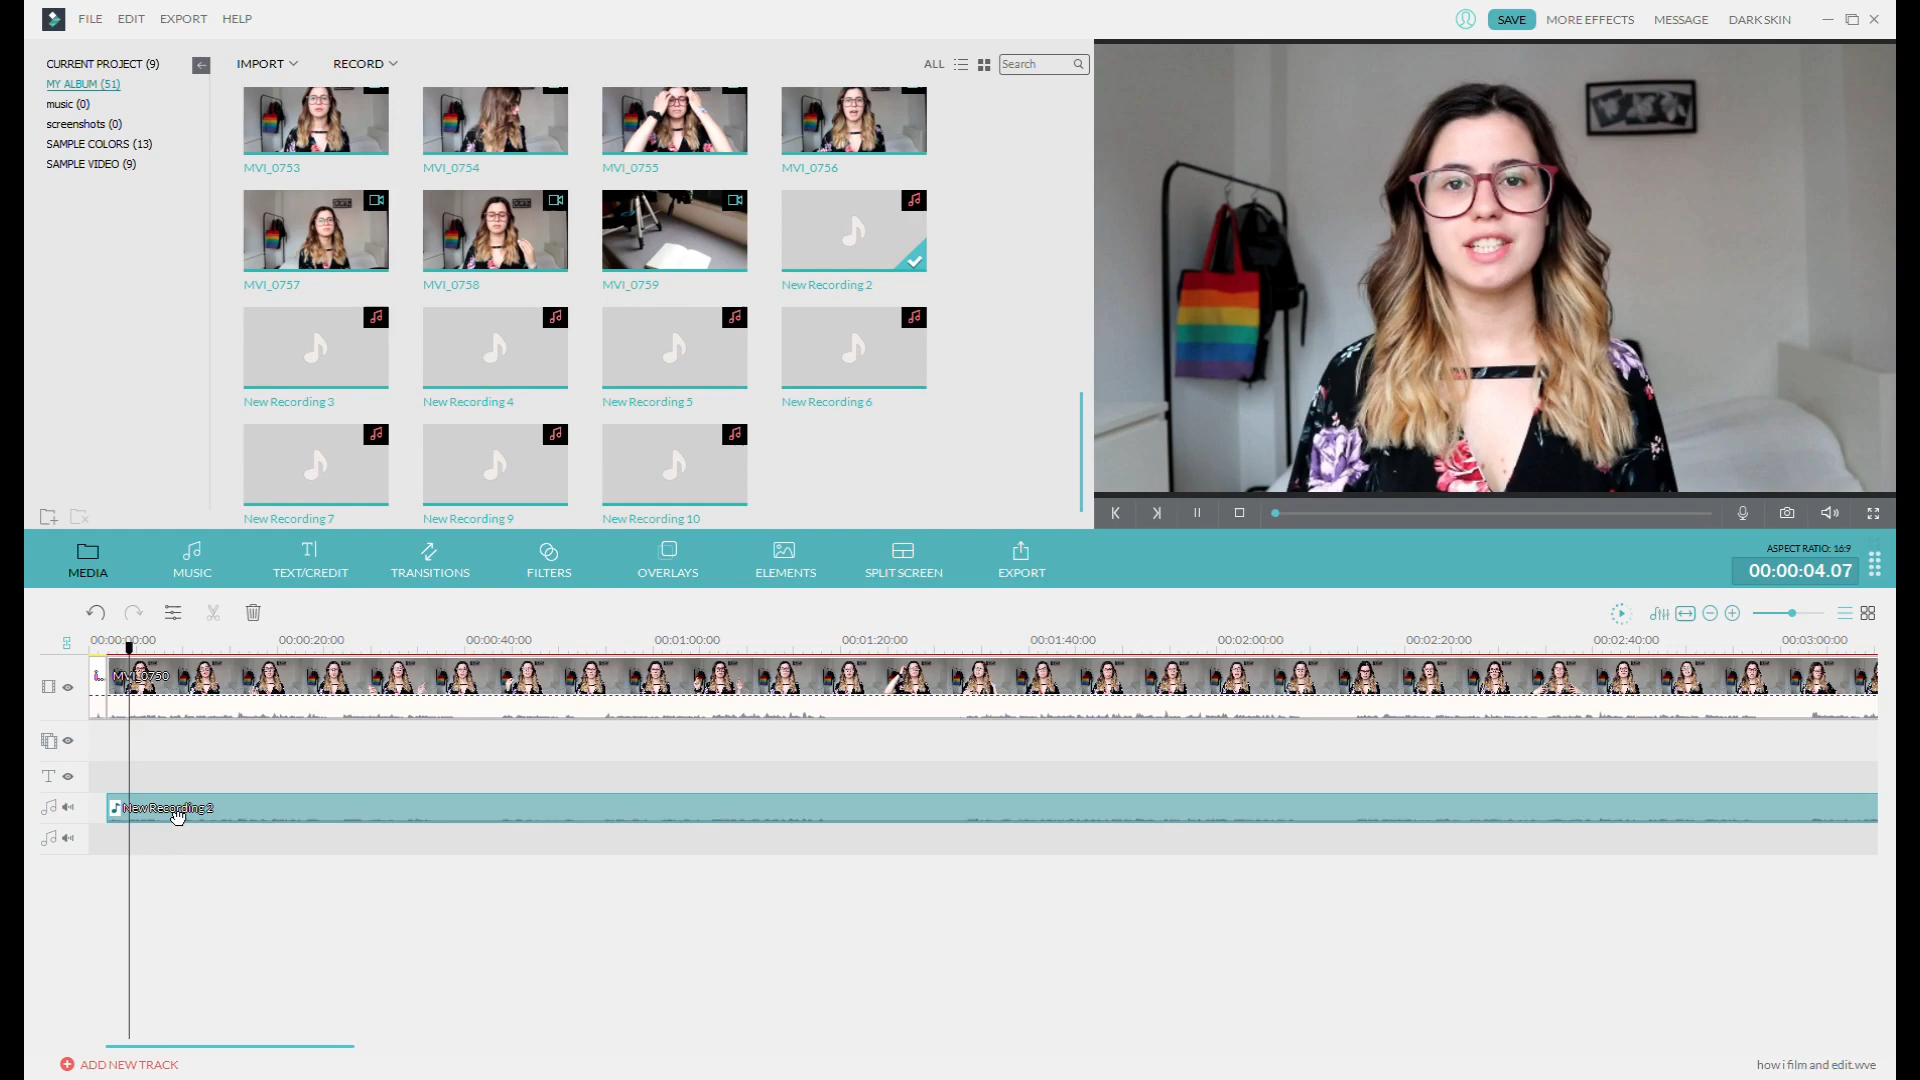 FILE EDIT EXPORT HELP
SAVE MORE EFFECTS MESSAGE DARK SKIN
CURRENT PROJECT (9)
MY ALBUM (51)
music (0)
screenshots (0)
SAMPLE COLORS (13)
SAMPLE VIDEO (9)
IMPORT RECORD ALL Search
MVI_0753 MVI_0754 MVI_0755 MVI_0756
MVI_0757 MVI_0758 MVI_0759 New Recording 2
New Recording 3 New Recording 4 New Recording 5 New Recording 6
New Recording 7 New Recording 9 New Recording 10
MEDIA MUSIC TEXT/CREDIT TRANSITIONS FILTERS OVERLAYS ELEMENTS SPLIT SCREEN EXPORT
ASPECT RATIO: 16:9
00:00:04.07
00:00:00:00 00:00:20:00 00:00:40:00 00:01:00:00 00:01:20:00 00:01:40:00 00:02:00:00 00:02:20:00 00:02:40:00 00:03:00:00
MVI_0750
New Recording 2
ADD NEW TRACK
how i film and edit.wve